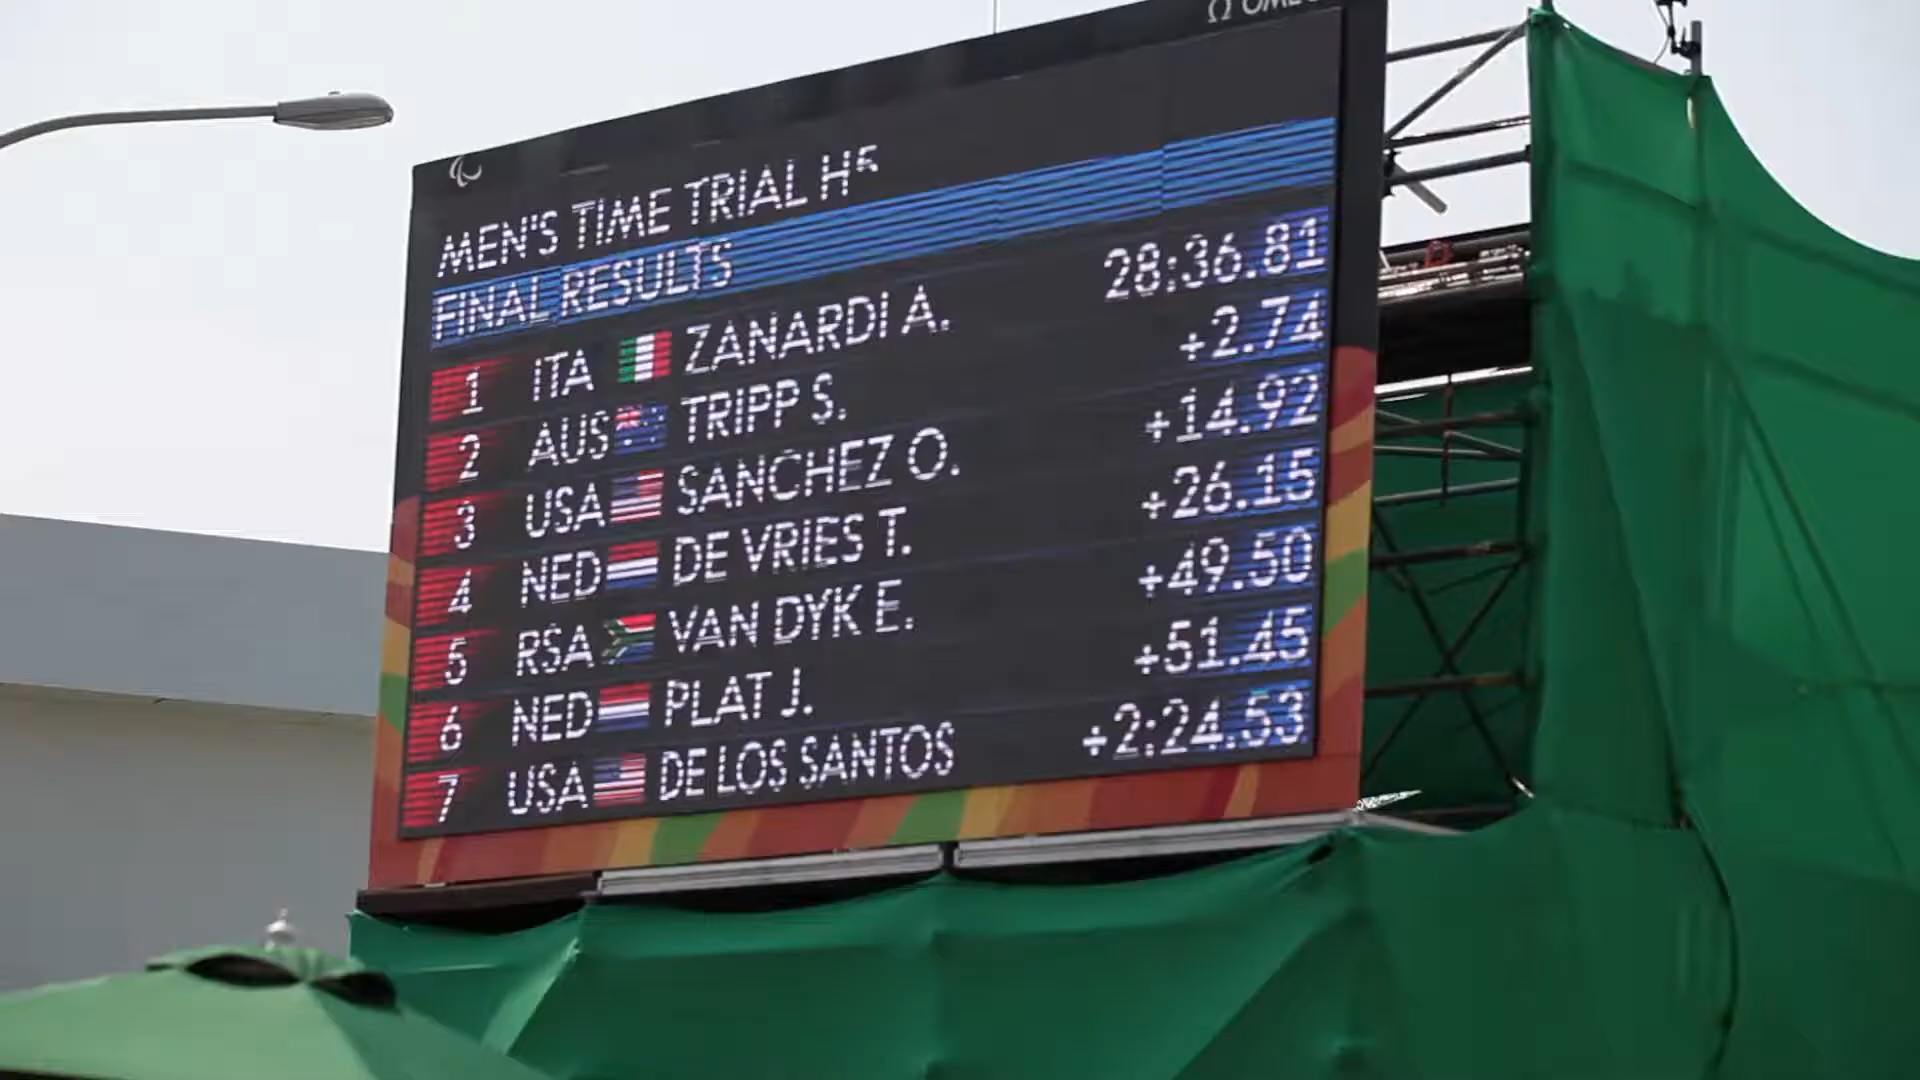 MEN'S TIME TRIAL H5
FINAL RESULTS
1 ITA ZANARDI A. 28:36.81
2 AUS TRIPP S. +2.74
3 USA SANCHEZ O. +14.92
4 NED DE VRIES T. +26.15
5 RSA VAN DYK E. +49.50
6 NED PLAT J. +51.45
7 USA DE LOS SANTOS +2:24.53